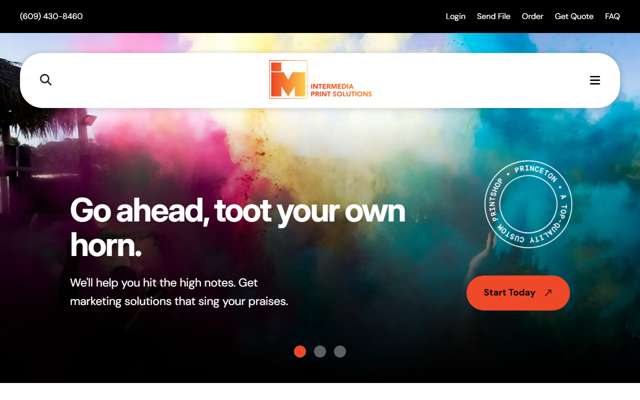 (609) 430-8460
Login Send File Order Get Quote FAQ
iM INTERMEDIA
PRINT SOLUTIONS
Go ahead, toot your own
horn.
We'll help you hit the high notes. Get
marketing solutions that sing your praises.
PRINCETON • A TOP-QUALITY CUSTOM PRINTSHOP •
Start Today